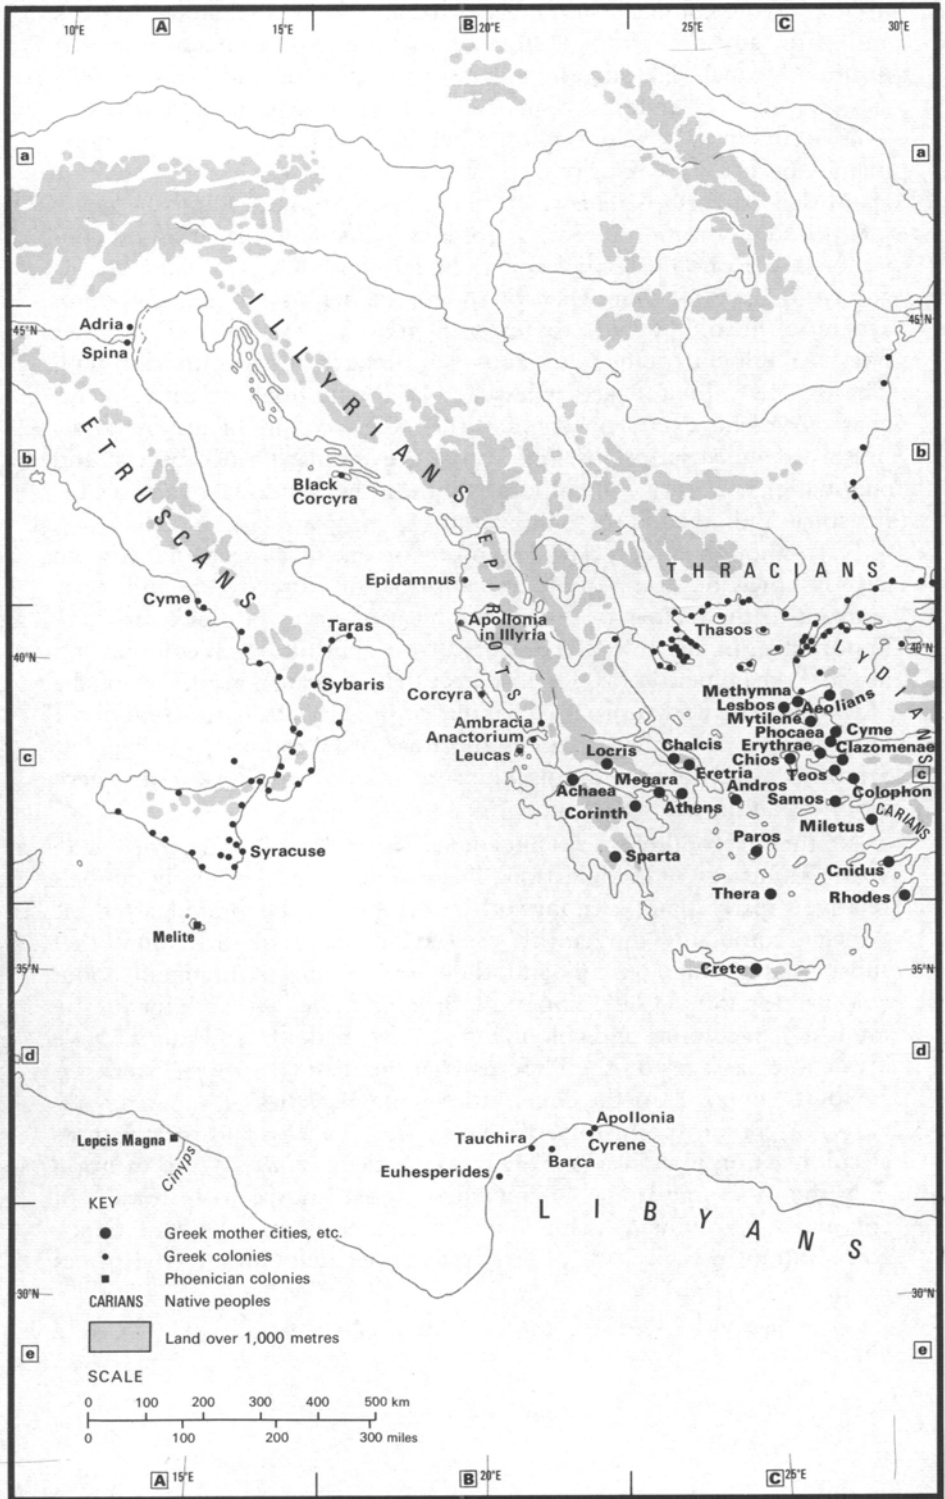 10°E
A
15°E
B
20°E
25°E
C
30°E
a
a
ILLYRIANS
45°N
45°N
Adria
Spina
ETRUSCANS
b
b
Black
Corcyra
EPIROTS
THRACIANS
Epidamnus
Cyme
Apollonia
in Illyria
Taras
Thasos
40°N
40°N
LYDIANS
Sybaris
Corcyra
Methymna
Lesbos
Aeolians
Mytilene
Ambracia
Phocaea
Cyme
Anactorium
Leucas
Locris
Chalcis
Erythrae
Clazomenae
Chios
c
c
Megara
Eretria
Teos
Achaea
Andros
Colophon
Corinth
Athens
Samos
CARIANS
Miletus
Syracuse
Paros
Sparta
Cnidus
Thera
Rhodes
Melite
35°N
35°N
Crete
d
d
Apollonia
Lepcis Magna
Tauchira
Cyrene
Barca
Cinyps
Euhesperides
LIBYANS
KEY
Greek mother cities, etc.
Greek colonies
Phoenician colonies
CARIANS Native peoples
30°N
30°N
Land over 1,000 metres
e
e
SCALE
0 100 200 300 400 500 km
0 100 200 300 miles
A
15°E
B
20°E
C
25°E